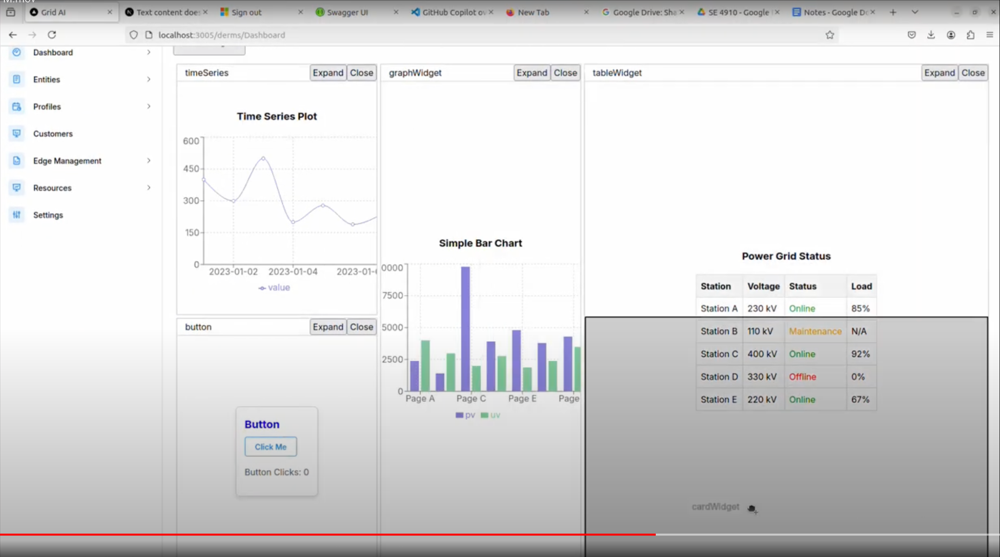 M.mov
Grid AI
Text content does
Sign out
Swagger UI
GitHub Copilot ov
New Tab
Google Drive: Sha
SE 4910 - Google
Notes - Google Dc
localhost:3005/derms/Dashboard
Dashboard
Entities
Profiles
Customers
Edge Management
Resources
Settings
timeSeries Expand Close
Time Series Plot
600
450
300
150
0
2023-01-02 2023-01-04 2023-01-0
value
button Expand Close
Button
Click Me
Button Clicks: 0
graphWidget Expand Close
Simple Bar Chart
0000
7500
5000
2500
0
Page A Page C Page E Page
pv uv
tableWidget Expand Close
Power Grid Status
Station Voltage Status Load
Station A 230 kV Online 85%
Station B 110 kV Maintenance N/A
Station C 400 kV Online 92%
Station D 330 kV Offline 0%
Station E 220 kV Online 67%
cardWidget